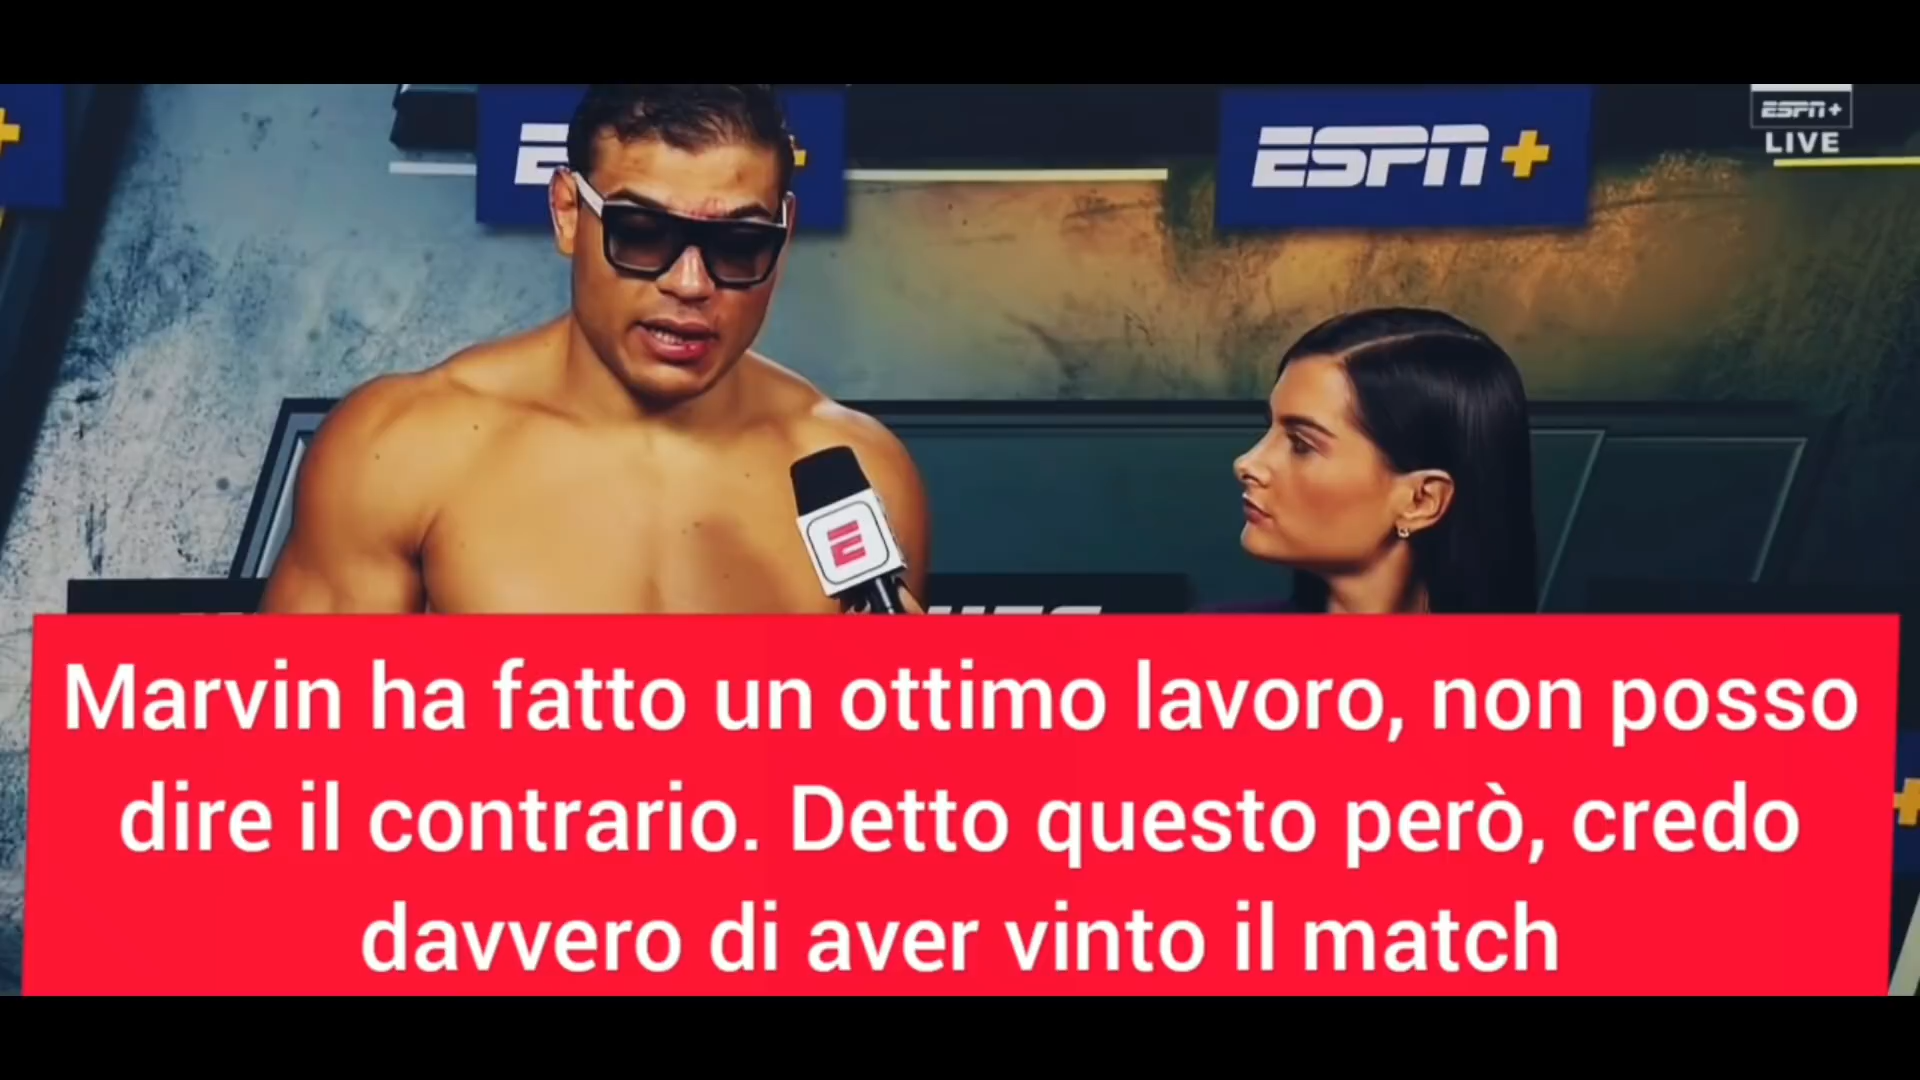 ESPN+
LIVE
ESPN+
Marvin ha fatto un ottimo lavoro, non posso
dire il contrario. Detto questo però, credo
davvero di aver vinto il match